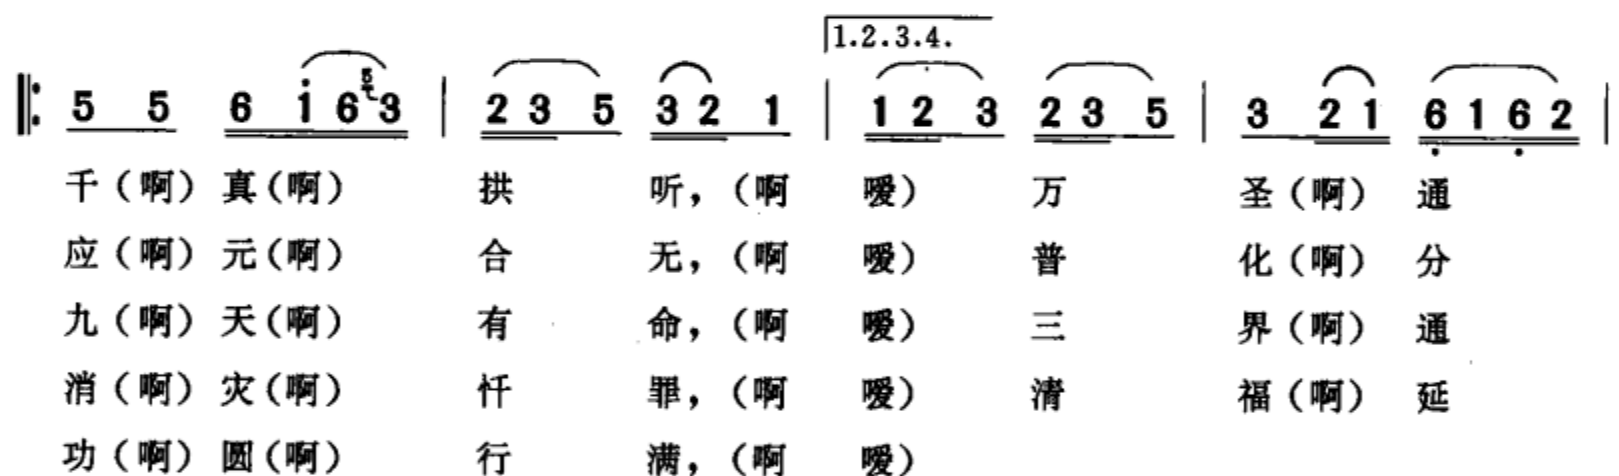 1.2.3.4.
5 5 6 i 6 5 3 | 2 3 5 3 2 1 | 1 2 3 2 3 5 | 3 2 1 6 1 6 2 |
千（啊）真（啊） 拱 听，（啊 嗳） 万 圣（啊） 通
应（啊）元（啊） 合 无，（啊 嗳） 普 化（啊） 分
九（啊）天（啊） 有 命，（啊 嗳） 三 界（啊） 通
消（啊）灾（啊） 忏 罪，（啊 嗳） 清 福（啊） 延
功（啊）圆（啊） 行 满，（啊 嗳）